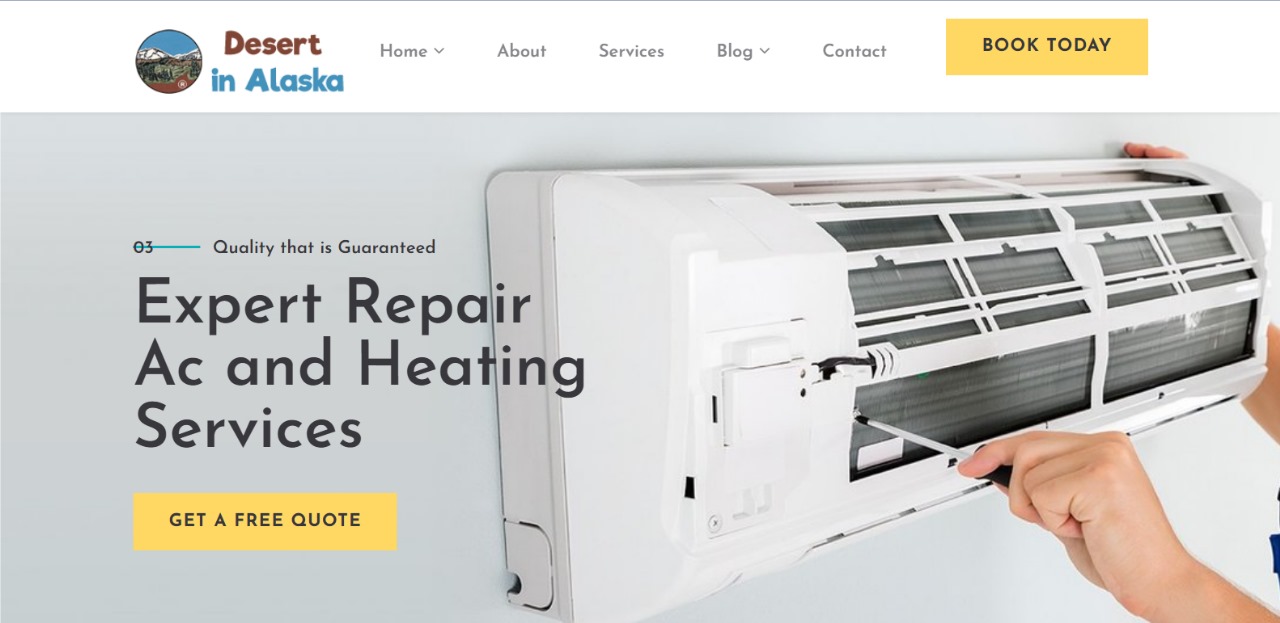 Desert
in Alaska
Home
About
Services
Blog
Contact
BOOK TODAY
03
Quality that is Guaranteed
Expert Repair
Ac and Heating
Services
GET A FREE QUOTE